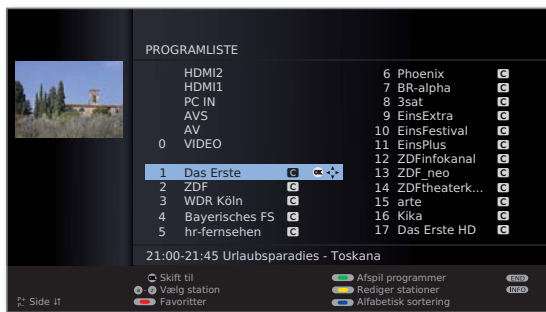 PROGRAMLISTE
HDMI2
HDMI1
PC IN
AVS
AV
0 VIDEO
1 Das Erste C OK
2 ZDF C
3 WDR Köln C
4 Bayerisches FS C
5 hr-fernsehen C
6 Phoenix C
7 BR-alpha C
8 3sat C
9 EinsExtra C
10 EinsFestival C
11 EinsPlus C
12 ZDFinfokanal C
13 ZDF_neo C
14 ZDFtheaterk... C
15 arte C
16 Kika C
17 Das Erste HD C
21:00-21:45 Urlaubsparadies - Toskana
OK Skift til
Vælg station
P+ P- Side
Favoritter
Afspil programmer
Rediger stationer
Alfabetisk sortering
END
INFO